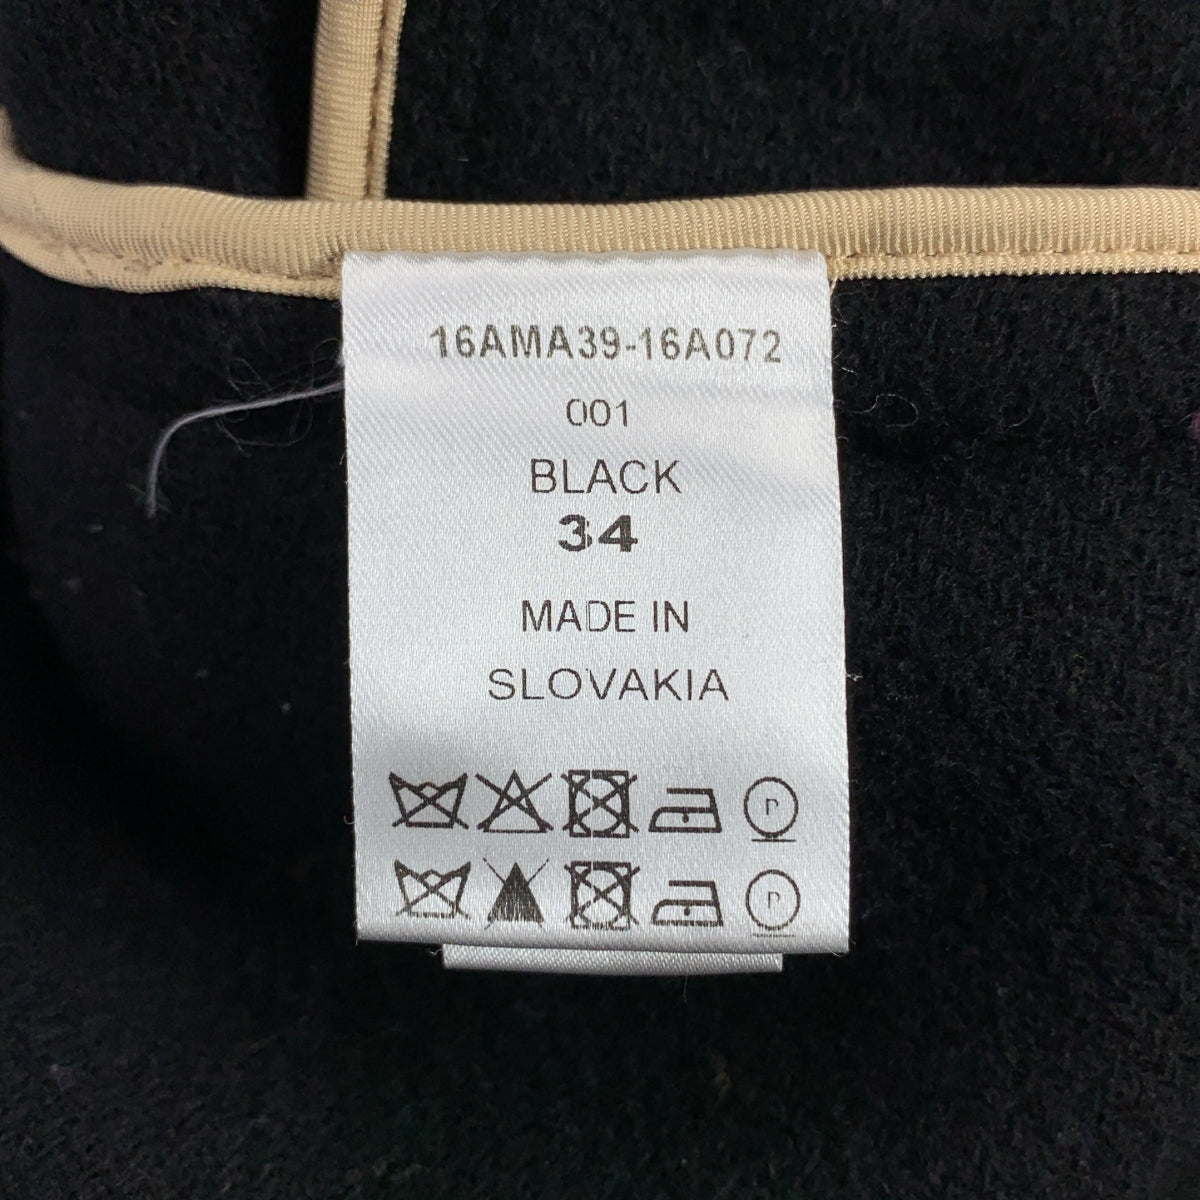 16AMA39-16A072
001
BLACK
34
MADE IN
SLOVAKIA
P
P